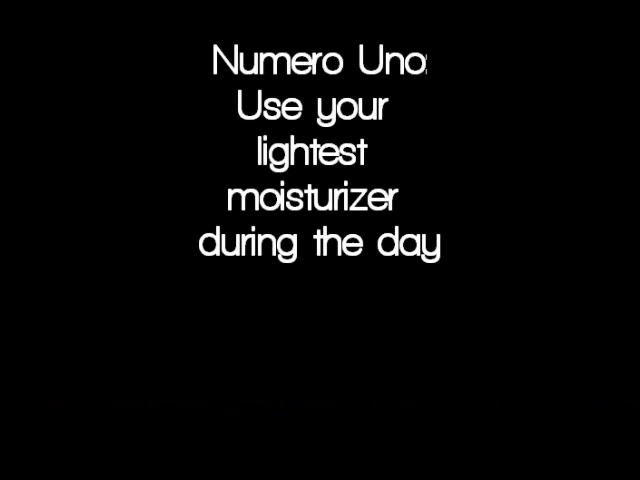 Numero Uno:
Use your
lightest
moisturizer
during the day